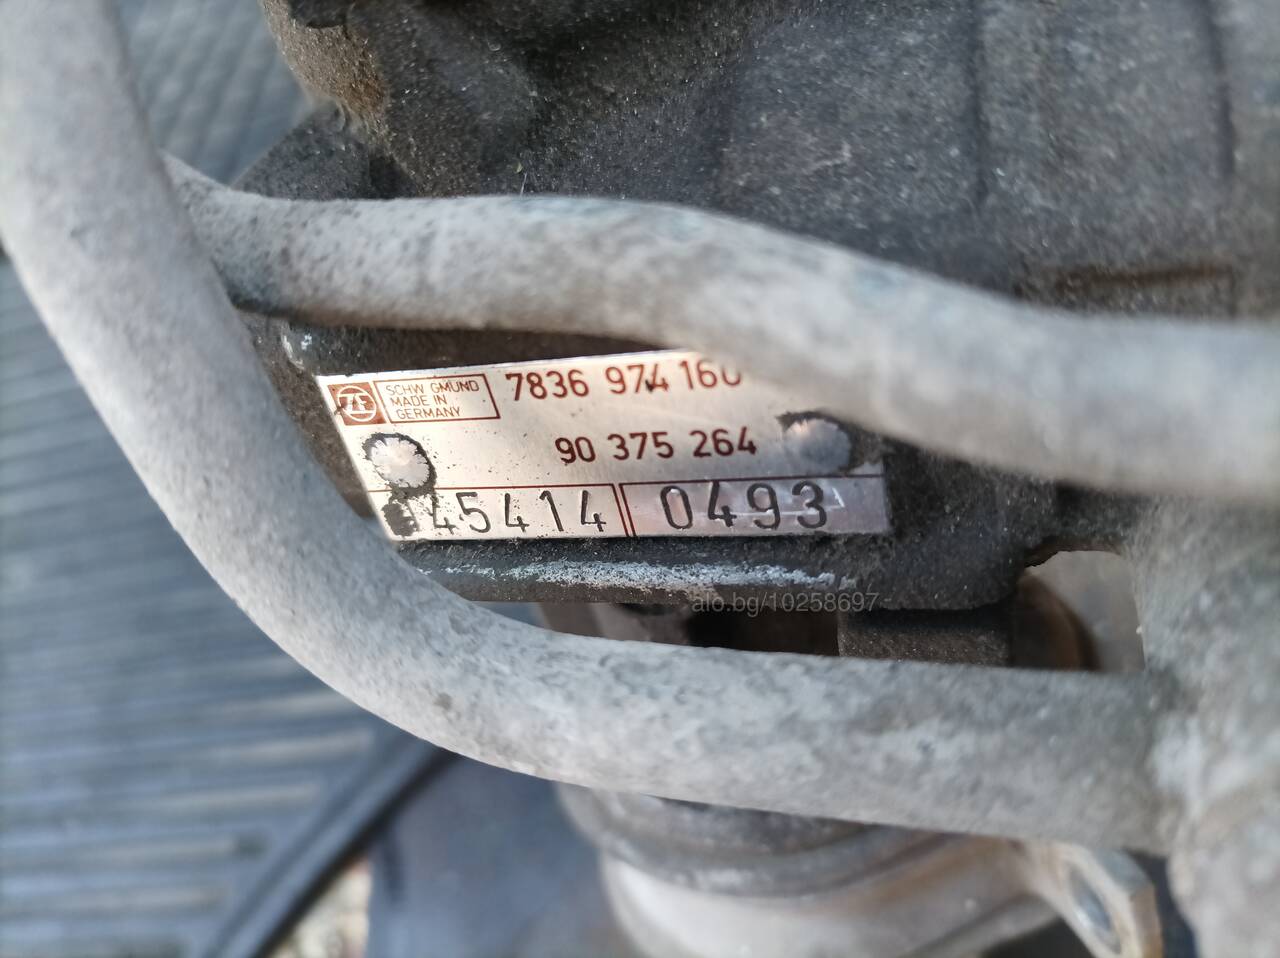 ZF
SCHW GMÜND
MADE IN
GERMANY
7836 974 160
90 375 264
45414
0493
alo.bg/10258697